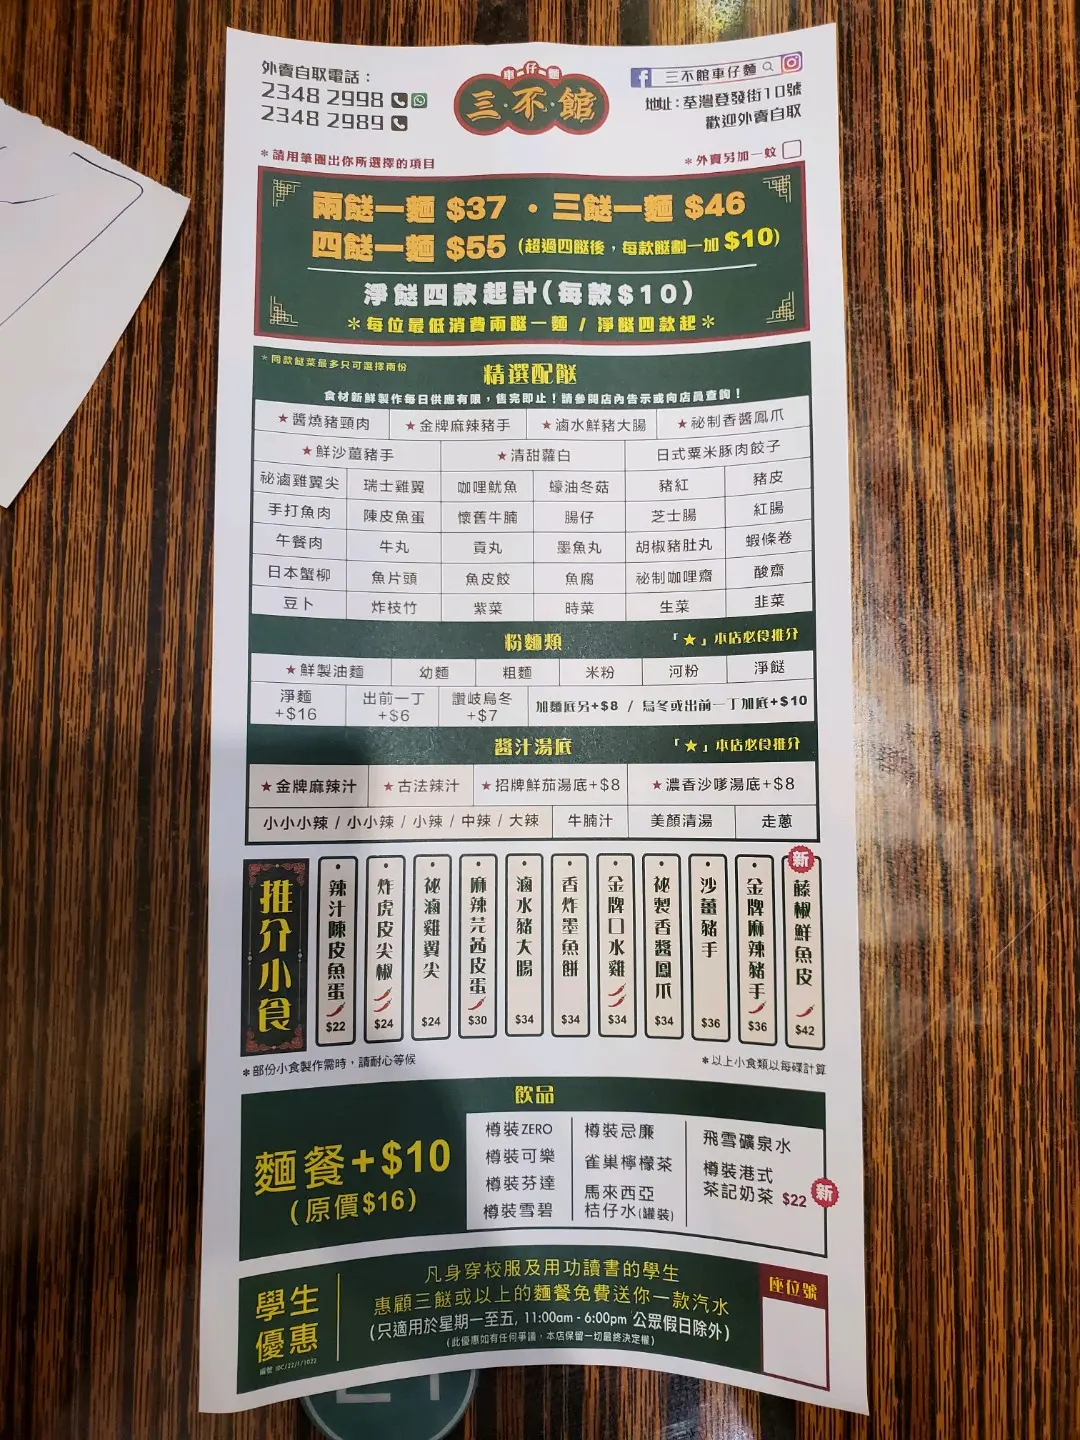 外賣自取電話：
2348 2998
2348 2989
車仔麵
三·不·館
三不館車仔麵
地址：荃灣登發街10號
歡迎外賣自取
*請用筆圈出你所選擇的項目
*外賣另加一蚊
兩餸一麵 $37 · 三餸一麵 $46
四餸一麵 $55 (超過四餸後，每款餸劃一加 $10)
淨餸四款起計(每款$10)
*每位最低消費兩餸一麵 / 淨餸四款起*
*同款餸菜最多只可選擇兩份
精選配餸
食材新鮮製作每日供應有限，售完即止！請參閱店內告示或向店員查詢！
★醬燒豬頸肉 ★金牌麻辣豬手 ★滷水鮮豬大腸 ★祕制香醬鳳爪
★鮮沙薑豬手 ★清甜蘿白 日式粟米豚肉餃子
祕滷雞翼尖 瑞士雞翼 咖哩魷魚 蠔油冬菇 豬紅 豬皮
手打魚肉 陳皮魚蛋 懷舊牛腩 腸仔 芝士腸 紅腸
午餐肉 牛丸 貢丸 墨魚丸 胡椒豬肚丸 蝦條卷
日本蟹柳 魚片頭 魚皮餃 魚腐 祕制咖哩齋 酸齋
豆卜 炸枝竹 紫菜 時菜 生菜 韭菜
粉麵類
「★」本店必食推介
★鮮製油麵 幼麵 粗麵 米粉 河粉 淨餸
淨麵 +$16 出前一丁 +$6 讚岐烏冬 +$7 加麵底另+$8 / 烏冬或出前一丁加底+$10
醬汁湯底
「★」本店必食推介
★金牌麻辣汁 ★古法辣汁 ★招牌鮮茄湯底+$8 ★濃香沙嗲湯底+$8
小小小辣 / 小小辣 / 小辣 / 中辣 / 大辣 牛腩汁 美顏清湯 走蔥
推介小食
辣汁陳皮魚蛋 $22
炸虎皮尖椒 $24
祕滷雞翼尖 $24
麻辣芫茜皮蛋 $30
滷水豬大腸 $34
香炸墨魚餅 $34
金牌口水雞 $34
祕製香醬鳳爪 $34
沙薑豬手 $36
金牌麻辣豬手 $36
新
藤椒鮮魚皮 $42
*部份小食製作需時，請耐心等候
*以上小食類以每碟計算
飲品
麵餐+$10
(原價$16)
樽裝ZERO
樽裝可樂
樽裝芬達
樽裝雪碧
樽裝忌廉
雀巢檸檬茶
馬來西亞
桔仔水(罐裝)
飛雪礦泉水
樽裝港式
茶記奶茶 $22
新
學生
優惠
編號 IBC/22/1/1022
凡身穿校服及用功讀書的學生
惠顧三餸或以上的麵餐免費送你一款汽水
(只適用於星期一至五, 11:00am - 6:00pm 公眾假日除外)
(此優惠如有任何爭議，本店保留一切最終決定權)
座位號